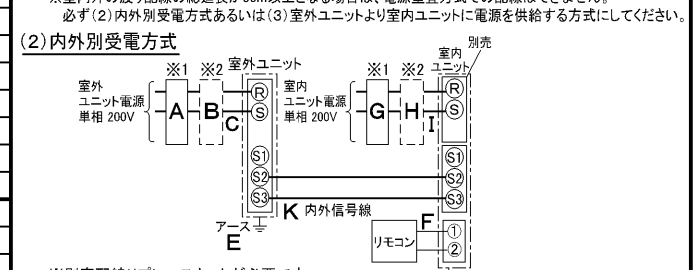 必ず(2)内外別受電方式あるいは(3)室外ユニットより室内ユニットに電源を供給する方式にしてください。
(2)内外別受電方式
※1 ※2 室外ユニット
室外
ユニット電源
単相 200V
A B C
R
S
S1
S2
S3
アース
E
※1 ※2
室内
ユニット
別売
室内
ユニット電源
単相 200V
G H I
R
S
S1
S2
S3
K 内外信号線
F
リモコン
①
②